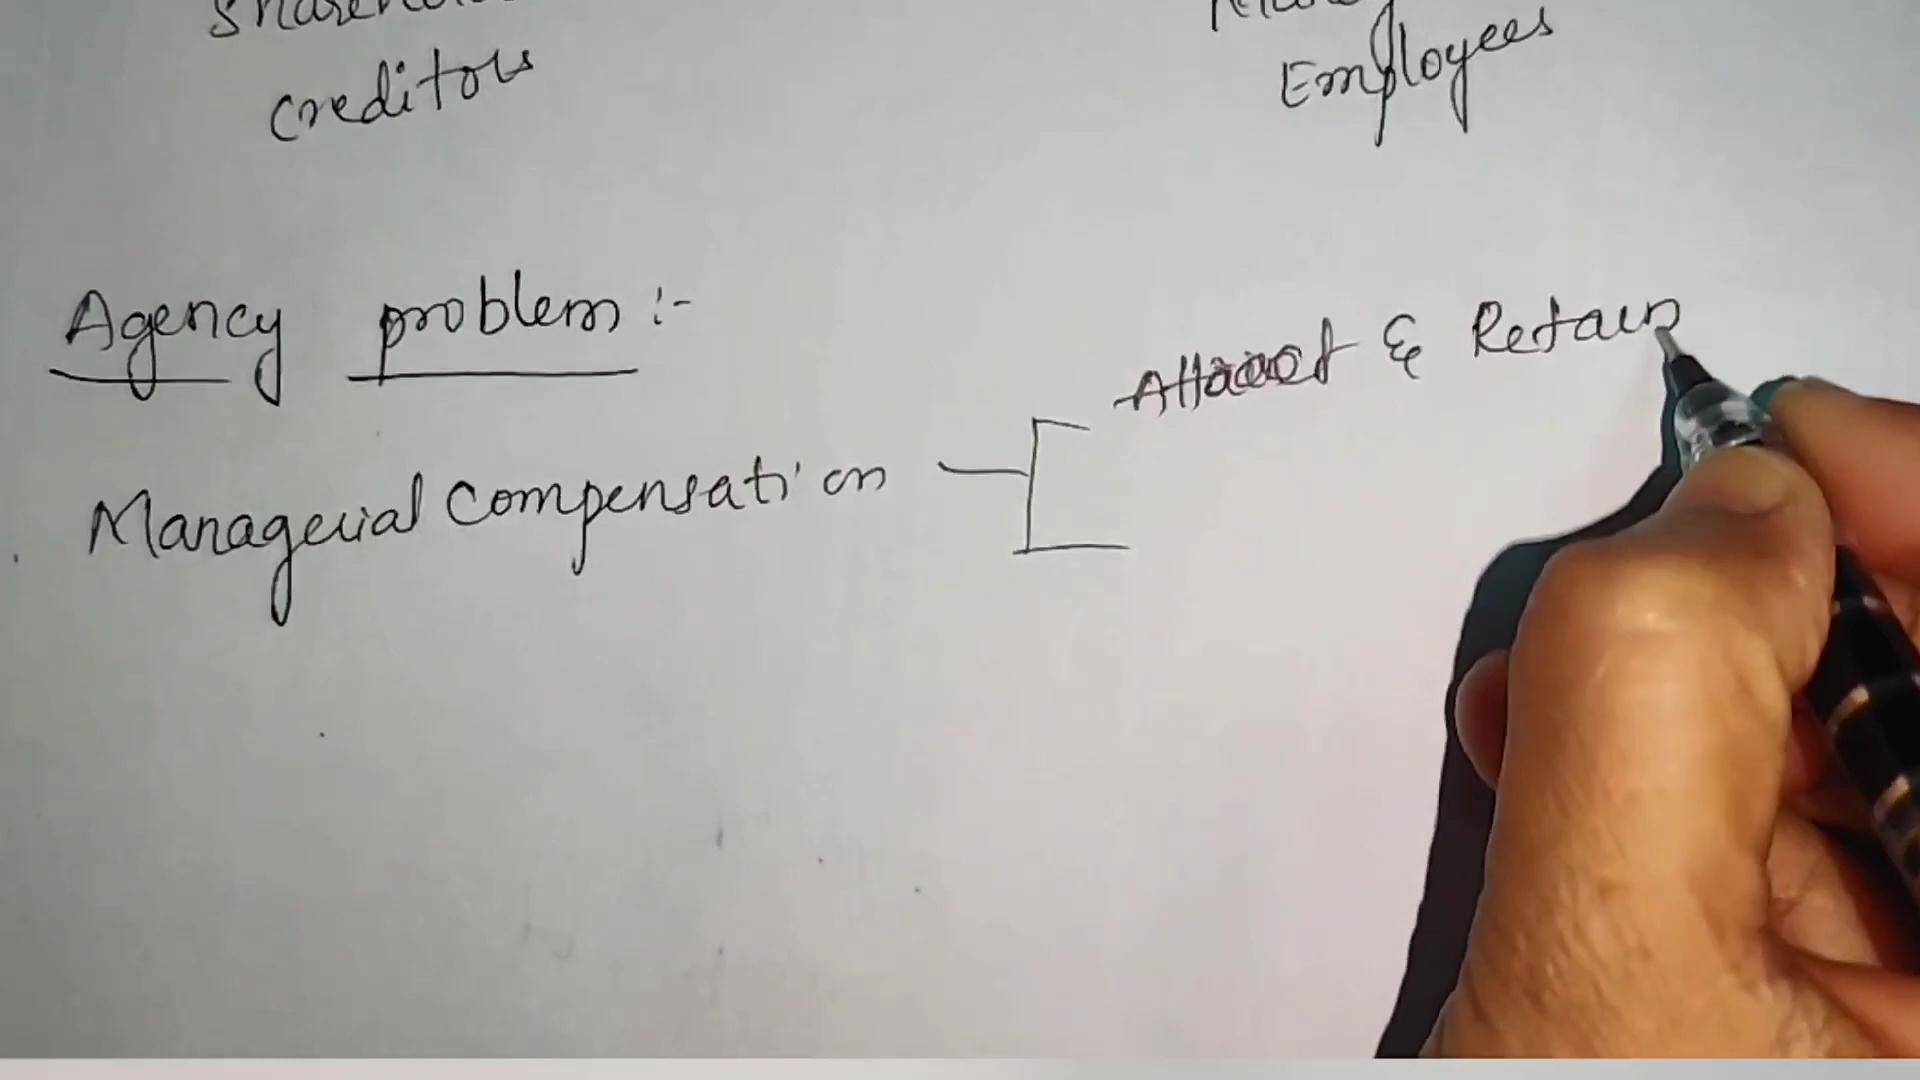 creditors
Employees
Agency problem :-
Attract & Retain
Managerial Compensation